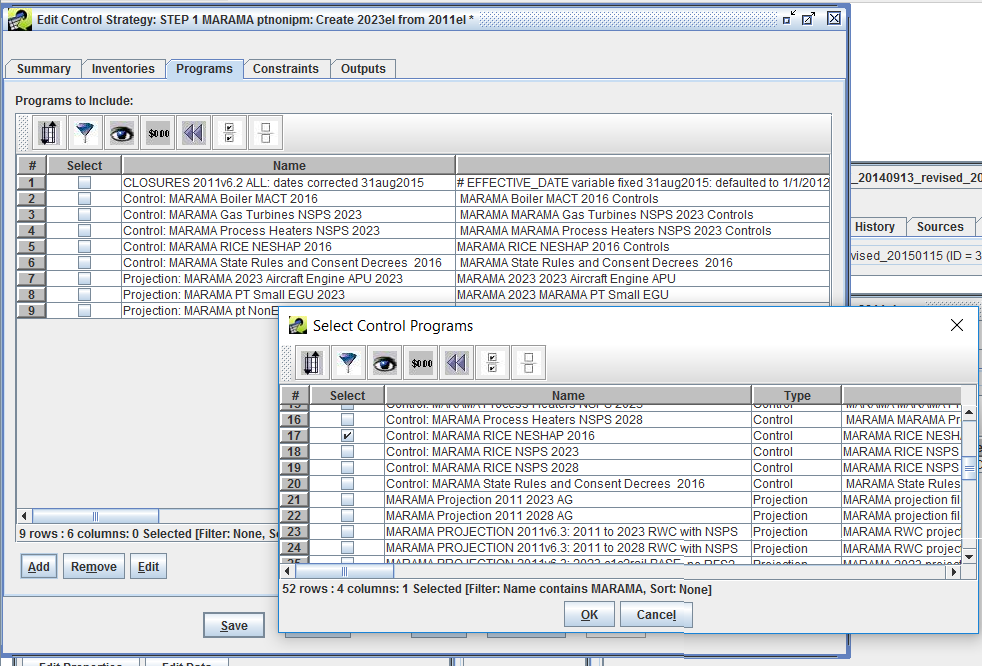 Edit Control Strategy: STEP 1 MARAMA ptnonipm: Create 2023el from 2011el *
Summary Inventories Programs Constraints Outputs
Programs to Include:
$000
# Select Name
1 CLOSURES 2011v6.2 ALL: dates corrected 31aug2015 # EFFECTIVE_DATE variable fixed 31aug2015: defaulted to 1/1/2012
2 Control: MARAMA Boiler MACT 2016 MARAMA Boiler MACT 2016 Controls
3 Control: MARAMA Gas Turbines NSPS 2023 MARAMA MARAMA Gas Turbines NSPS 2023 Controls
4 Control: MARAMA Process Heaters NSPS 2023 MARAMA MARAMA Process Heaters NSPS 2023 Controls
5 Control: MARAMA RICE NESHAP 2016 MARAMA RICE NESHAP 2016 Controls
6 Control: MARAMA State Rules and Consent Decrees 2016 MARAMA State Rules and Consent Decrees 2016
7 Projection: MARAMA 2023 Aircraft Engine APU 2023 MARAMA 2023 2023 Aircraft Engine APU
8 Projection: MARAMA PT Small EGU 2023 MARAMA 2023 MARAMA PT Small EGU
9 Projection: MARAMA pt NonE
9 rows : 6 columns: 0 Selected [Filter: None, S
Add Remove Edit
Save
_20140913_revised_20
History Sources
vised_20150115 (ID = 3
Select Control Programs
$000
# Select Name Type
15 Control: MARAMA Process Heaters NSPS 2023 Control MARAMA MARAMA Pr
16 Control: MARAMA Process Heaters NSPS 2028 Control MARAMA MARAMA Pr
17 Control: MARAMA RICE NESHAP 2016 Control MARAMA RICE NESH
18 Control: MARAMA RICE NSPS 2023 Control MARAMA RICE NSPS
19 Control: MARAMA RICE NSPS 2028 Control MARAMA RICE NSPS
20 Control: MARAMA State Rules and Consent Decrees 2016 Control MARAMA State Rules
21 MARAMA Projection 2011 2023 AG Projection MARAMA projection fil
22 MARAMA Projection 2011 2028 AG Projection MARAMA projection fil
23 MARAMA PROJECTION 2011v6.3: 2011 to 2023 RWC with NSPS Projection MARAMA RWC project
24 MARAMA PROJECTION 2011v6.3: 2011 to 2028 RWC with NSPS Projection MARAMA RWC project
25 Projection
52 rows : 4 columns: 1 Selected [Filter: Name contains MARAMA, Sort: None]
OK Cancel
Edit Properties Edit Data